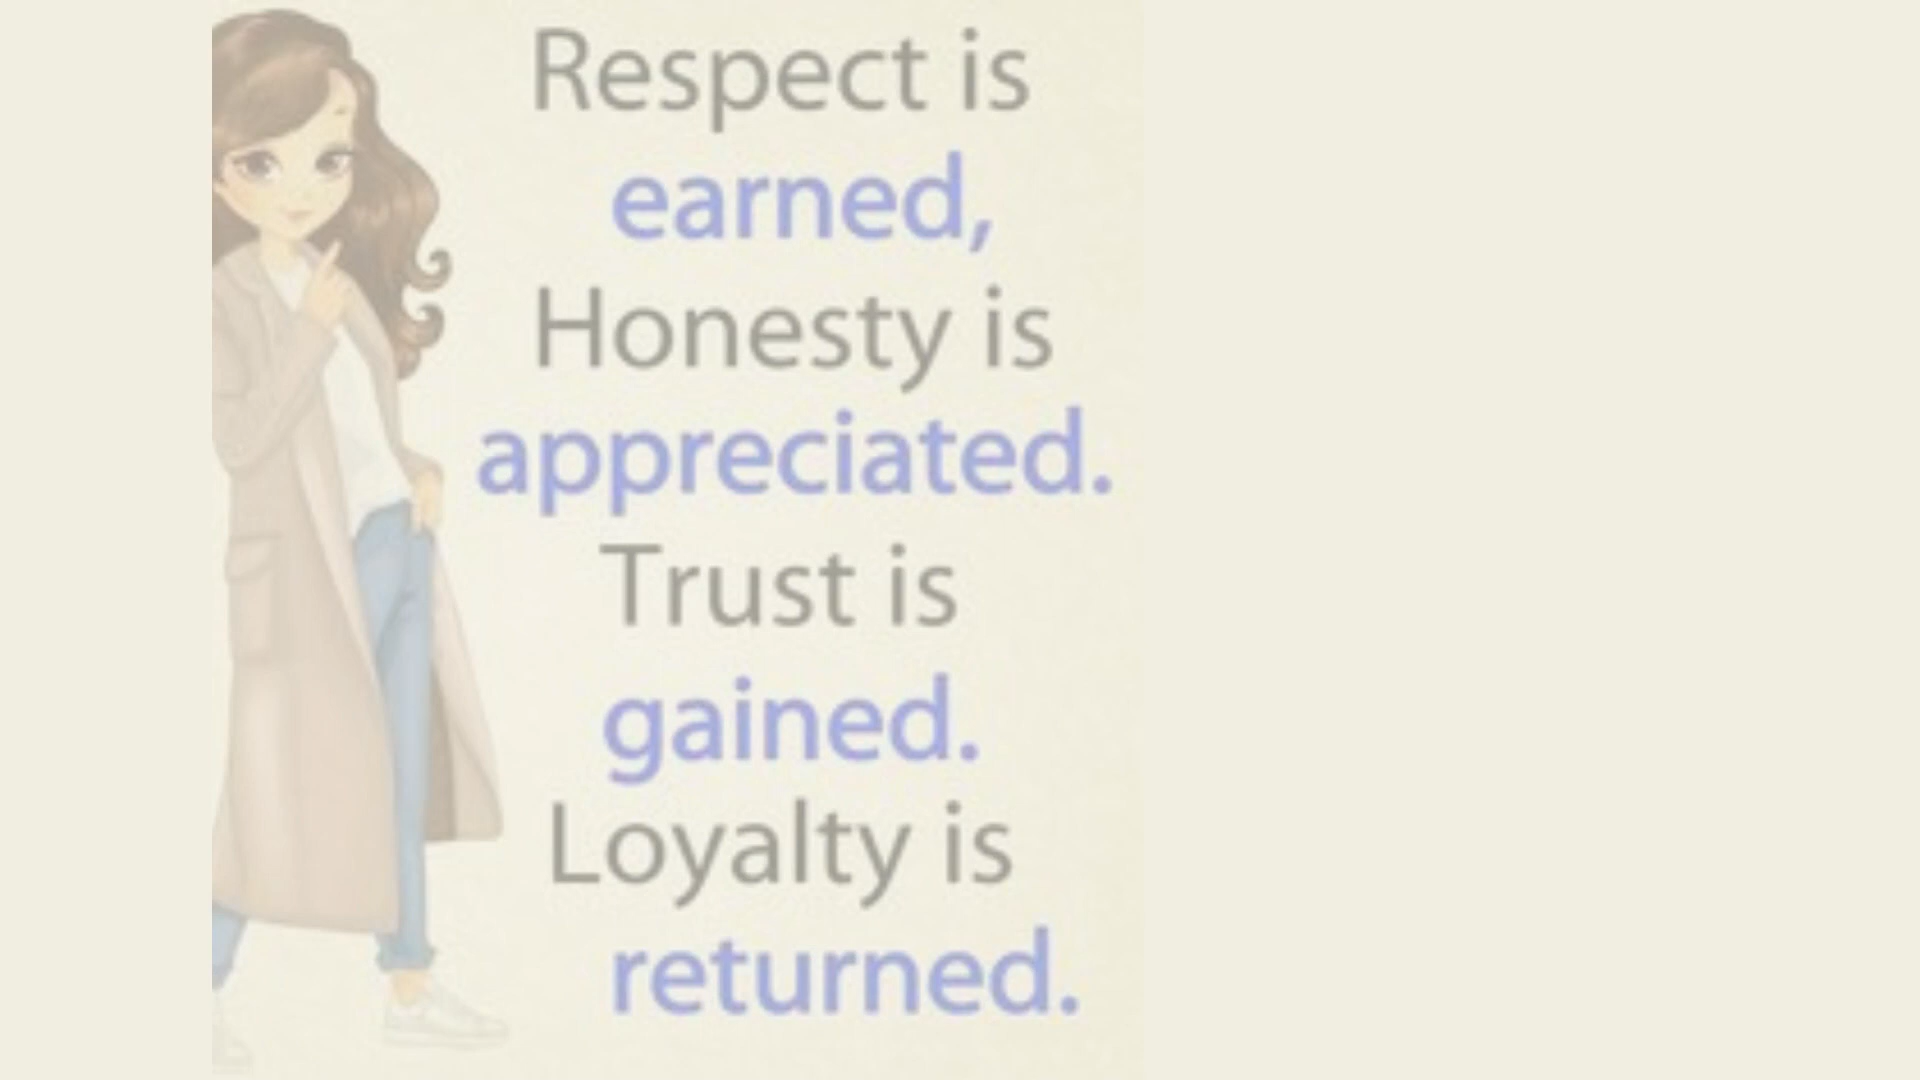 Respect is
earned,
Honesty is
appreciated.
Trust is
gained.
Loyalty is
returned.